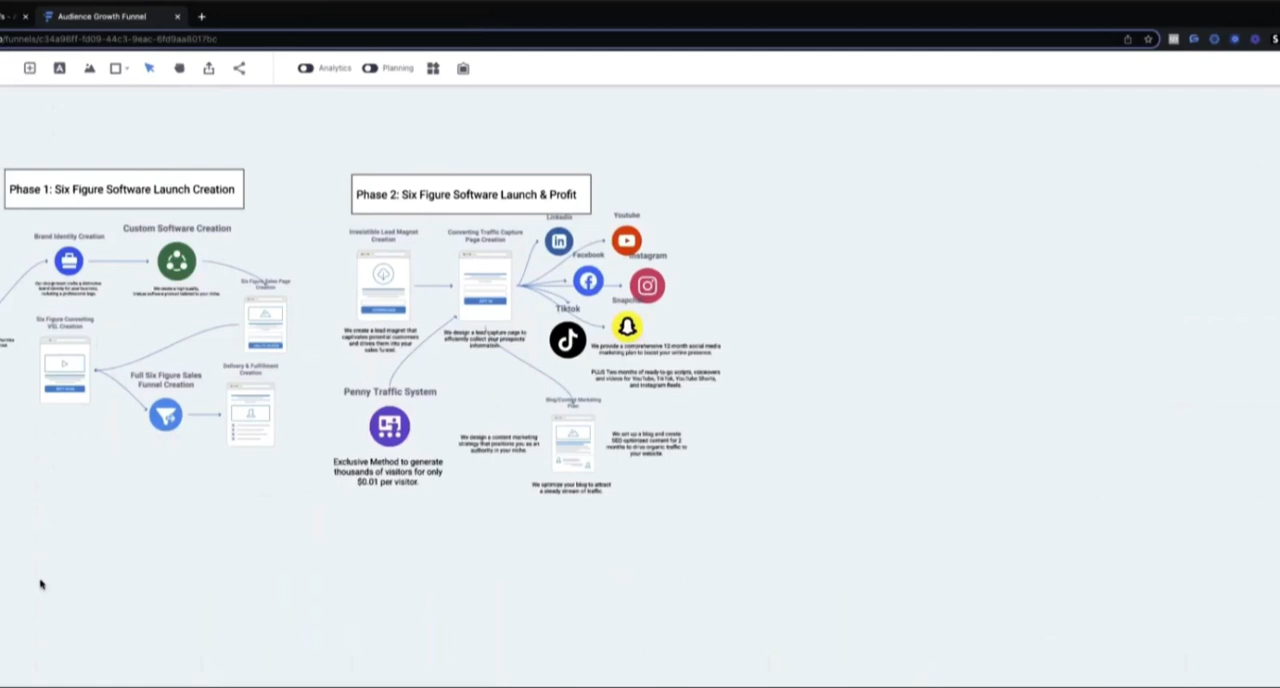 Audience Growth Funnel
/funnels/c34a96ff-fd09-44c3-9eac-6fd9aa8017bc
Analytics
Planning
Phase 1: Six Figure Software Launch Creation
Brand Identity Creation
Custom Software Creation
Six Figure Sales Page
Creation
Six Figure Converting
VSL Creation
Full Six Figure Sales
Funnel Creation
Delivery & Fulfillment
Creation
Phase 2: Six Figure Software Launch & Profit
Irresistible Lead Magnet
Creation
Converting Traffic Capture
Page Creation
Linkedin
Youtube
Facebook
Instagram
Tiktok
Snapchat
We create a lead magnet that
captivates potential customers
and drives them into your
sales funnel.
We design a lead capture page to
efficiently collect your prospects
information.
We provide a comprehensive 12-month social media
marketing plan to boost your online presence.
PLUS Two months of ready-to-go scripts, voiceovers
and videos for YouTube, TikTok, YouTube Shorts,
and Instagram Reels.
Penny Traffic System
Exclusive Method to generate
thousands of visitors for only
$0.01 per visitor.
Blog/Content Marketing
Plan
We design a content marketing
strategy that positions you as an
authority in your niche.
We set up a blog and create
SEO optimized content for 2
months to drive organic traffic to
your website.
We optimize your blog to attract
a steady stream of traffic.